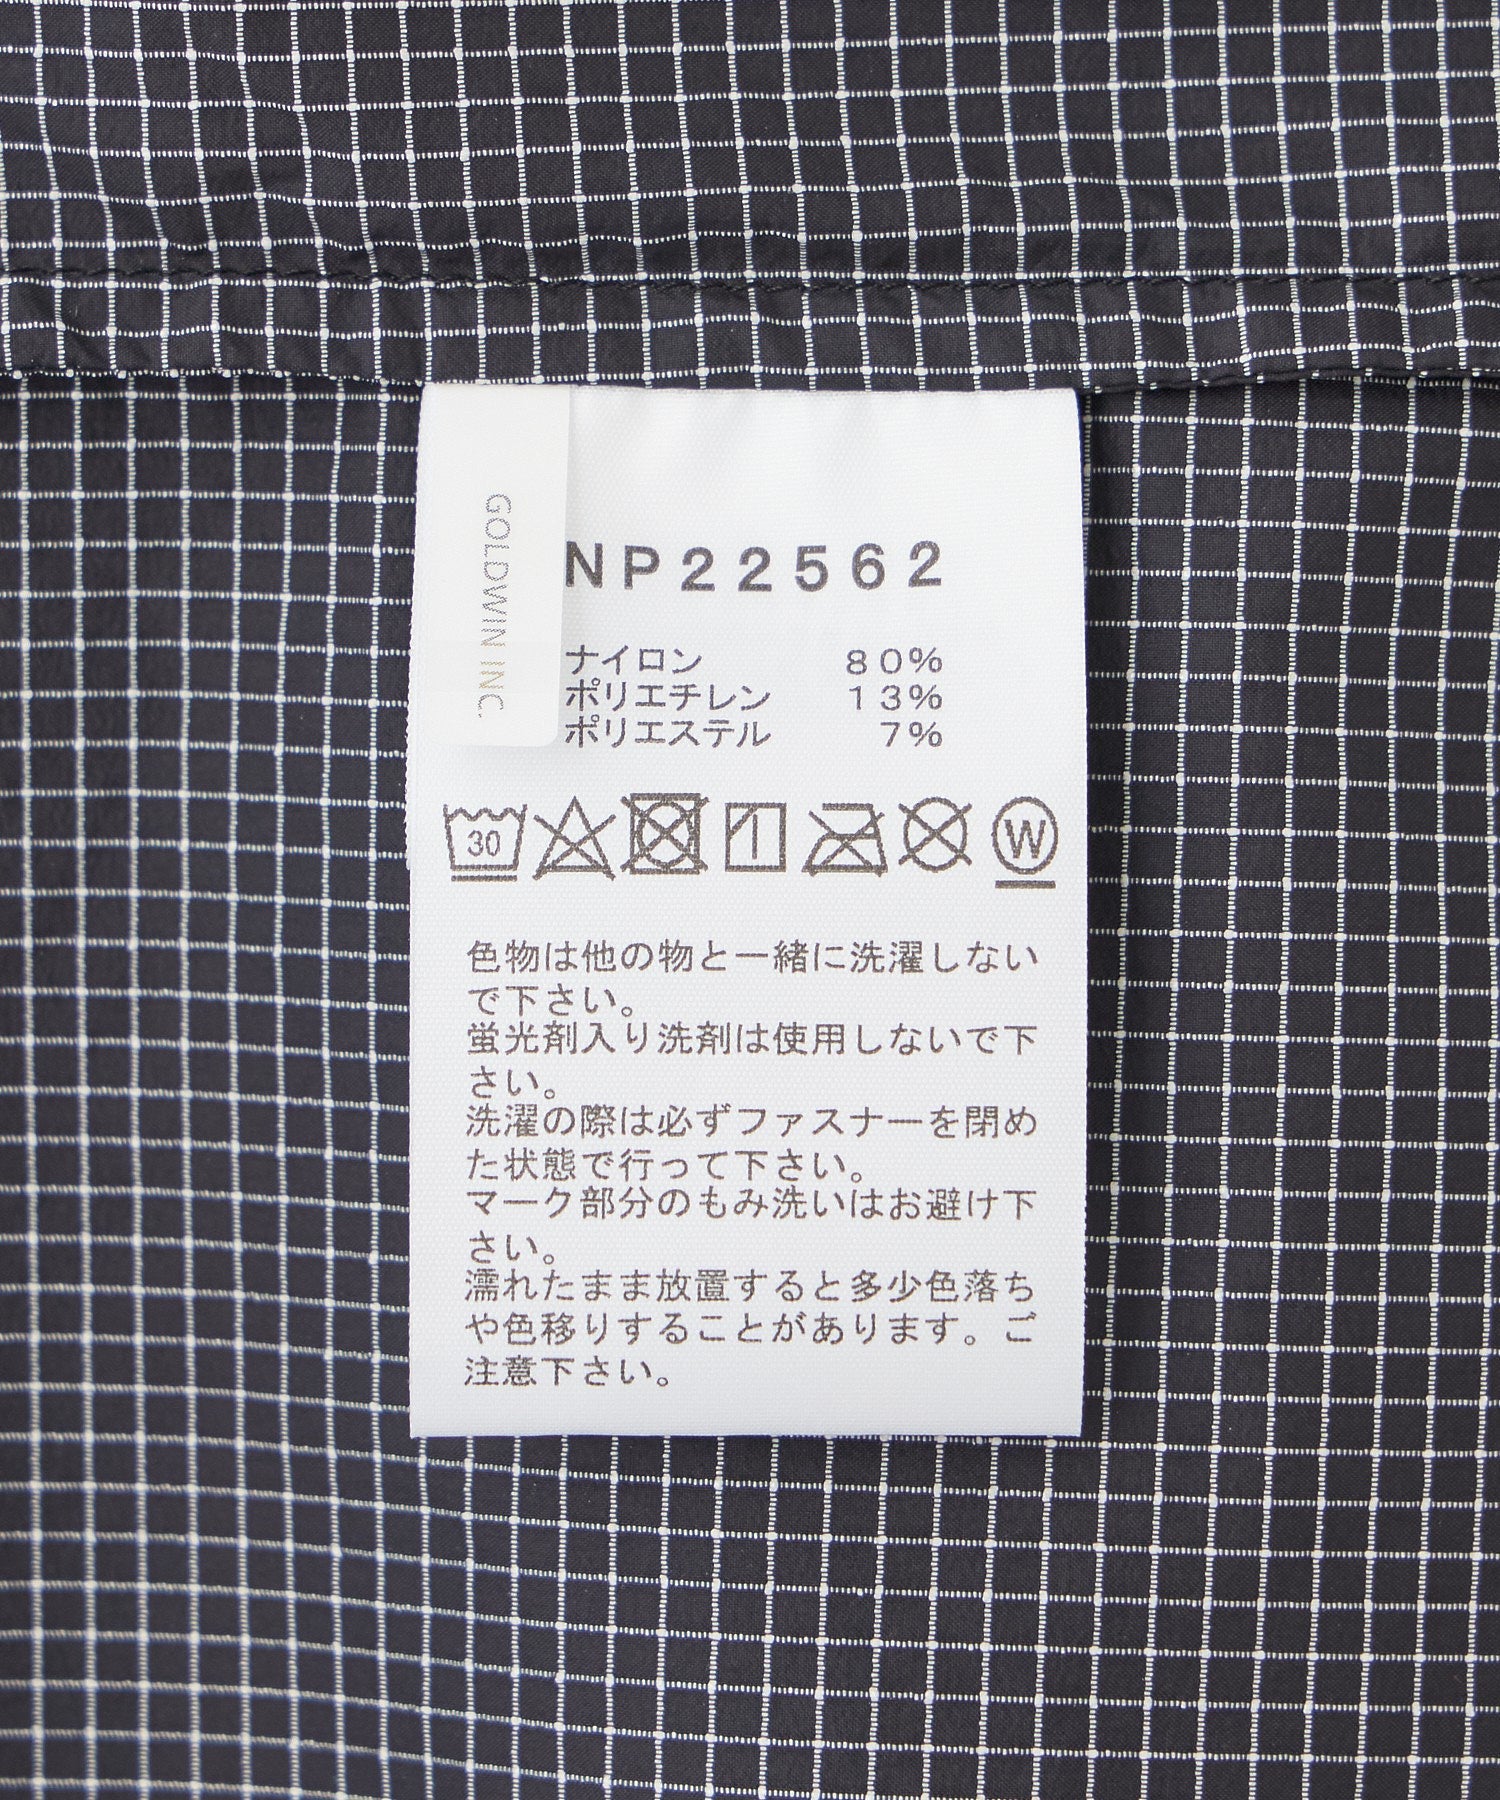 GOLDWIN INC.
NP22562
ナイロン 80%
ポリエチレン 13%
ポリエステル 7%
30
W
色物は他の物と一緒に洗濯しない
で下さい。
蛍光剤入り洗剤は使用しないで下
さい。
洗濯の際は必ずファスナーを閉め
た状態で行って下さい。
マーク部分のもみ洗いはお避け下
さい。
濡れたまま放置すると多少色落ち
や色移りすることがあります。ご
注意下さい。